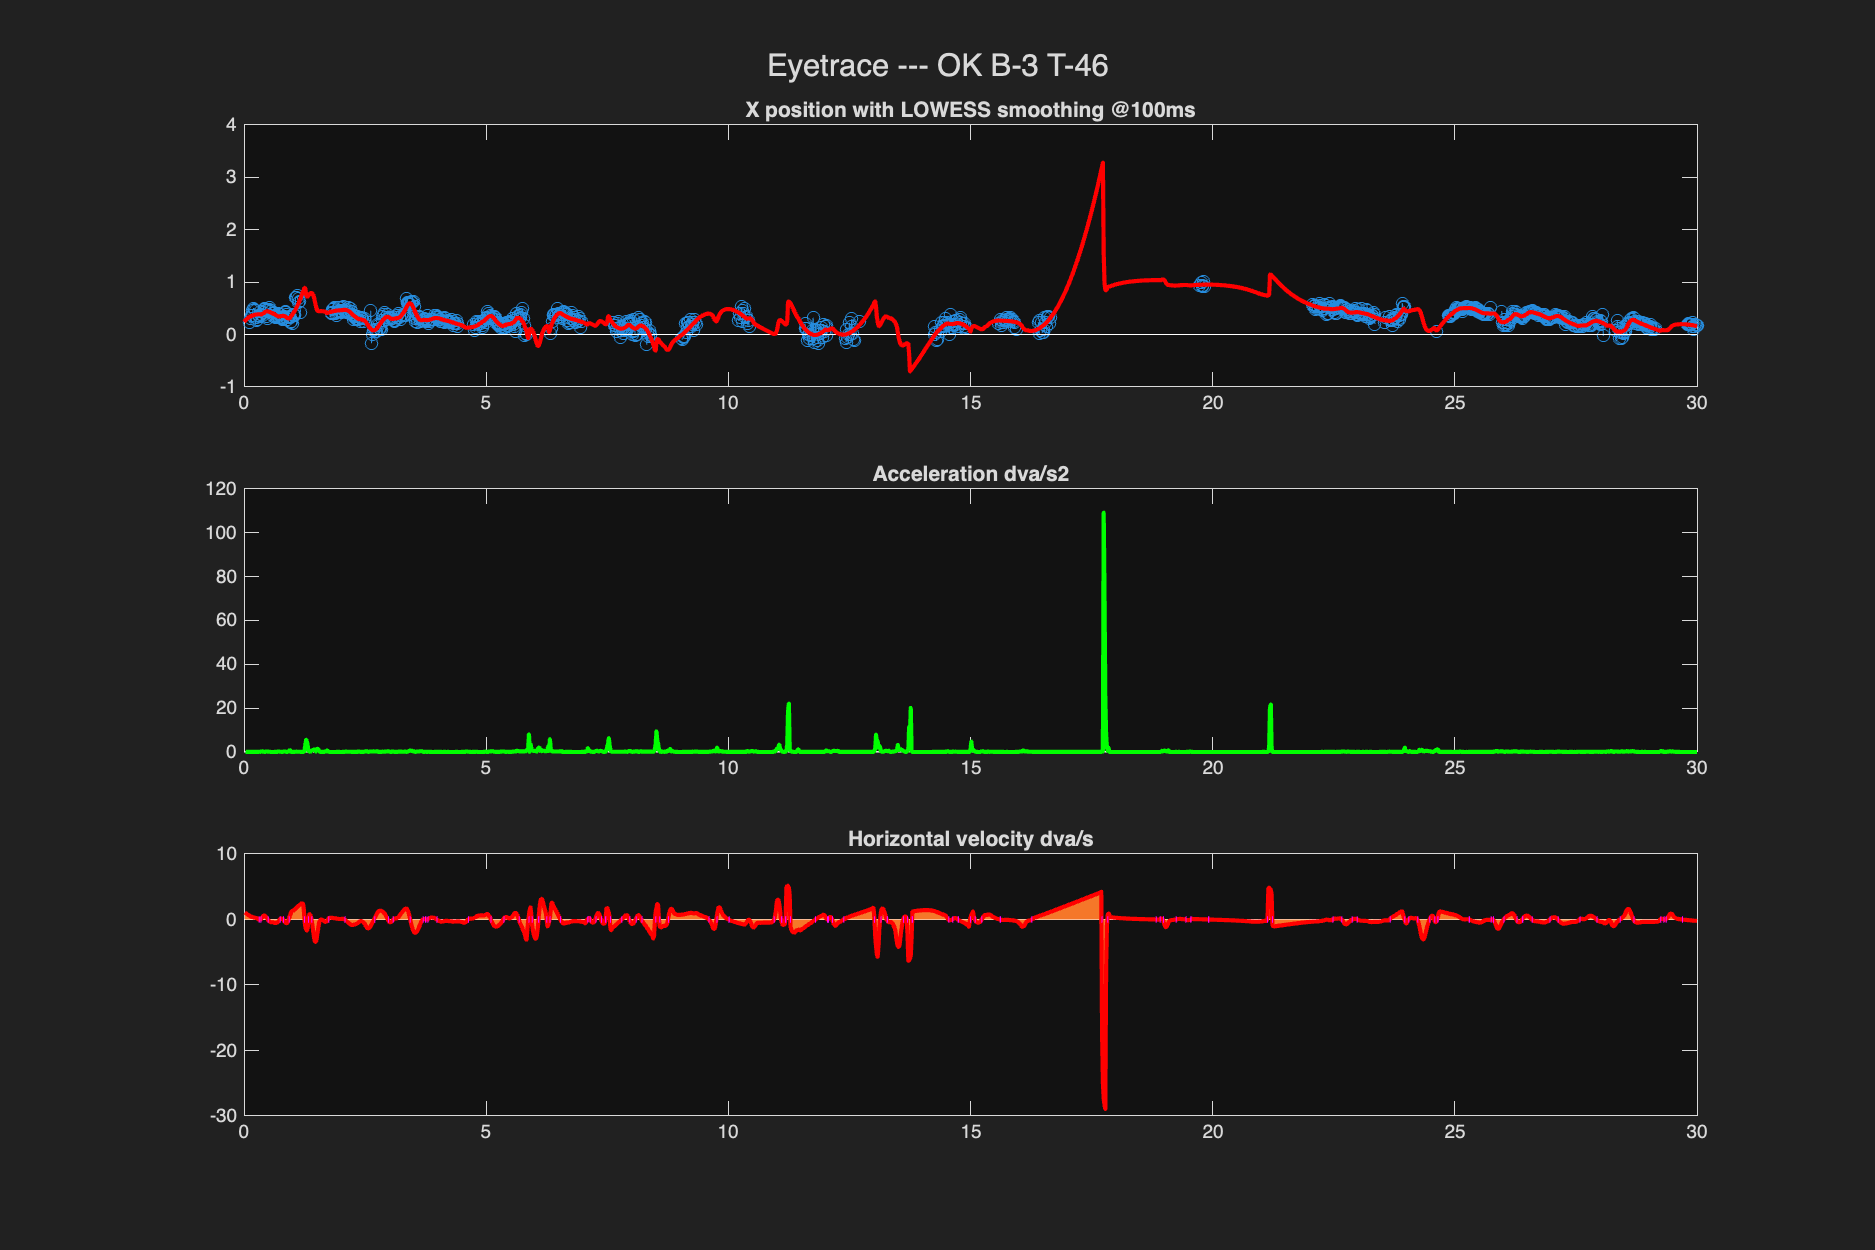 Eyetrace --- OK B-3 T-46
X position with LOWESS smoothing @100ms
4
3
2
1
0
-1
0 5 10 15 20 25 30
Acceleration dva/s2
120
100
80
60
40
20
0
0 5 10 15 20 25 30
Horizontal velocity dva/s
10
0
-10
-20
-30
0 5 10 15 20 25 30